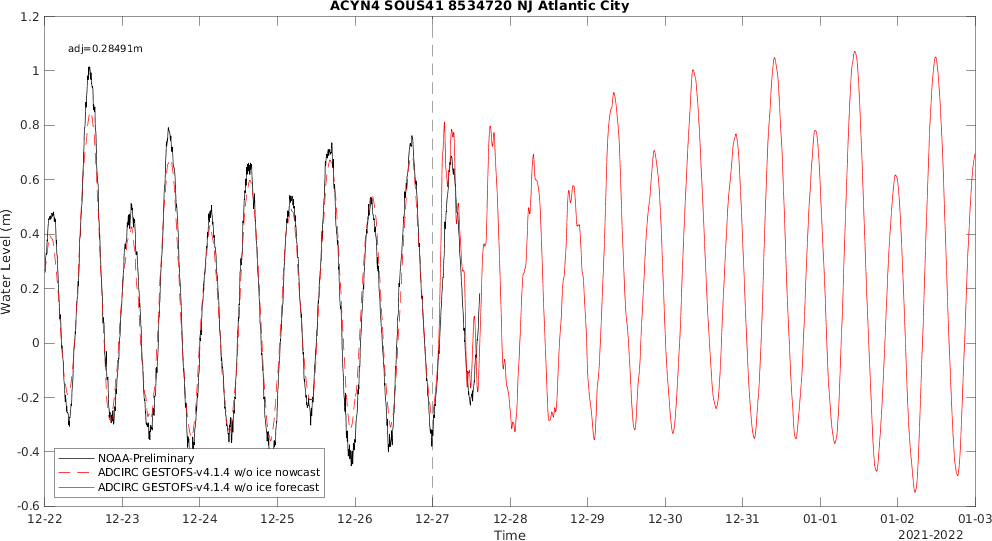 ACYN4 SOUS41 8534720 NJ Atlantic City
adj=0.28491m
1.2
1
0.8
0.6
0.4
0.2
0
-0.2
-0.4
-0.6
Water Level (m)
NOAA-Preliminary
ADCIRC GESTOFS-v4.1.4 w/o ice nowcast
ADCIRC GESTOFS-v4.1.4 w/o ice forecast
12-22 12-23 12-24 12-25 12-26 12-27 12-28 12-29 12-30 12-31 01-01 01-02 01-03
Time
2021-2022